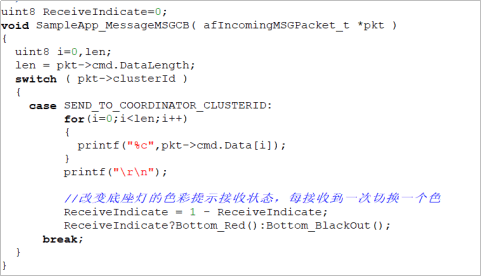 uint8 ReceiveIndicate=0;
void SampleApp_MessageMSGCB( afIncomingMSGPacket_t *pkt )
{
  uint8 i=0,len;
  len = pkt->cmd.DataLength;
  switch ( pkt->clusterId )
  {
    case SEND_TO_COORDINATOR_CLUSTERID:
         for(i=0;i<len;i++)
         {
           printf("%c",pkt->cmd.Data[i]);
         }
         printf("\r\n");

         //改变底座灯的色彩提示接收状态，每接收到一次切换一个色
         ReceiveIndicate = 1 - ReceiveIndicate;
         ReceiveIndicate?Bottom_Red():Bottom_BlackOut();
      break;
  }
}